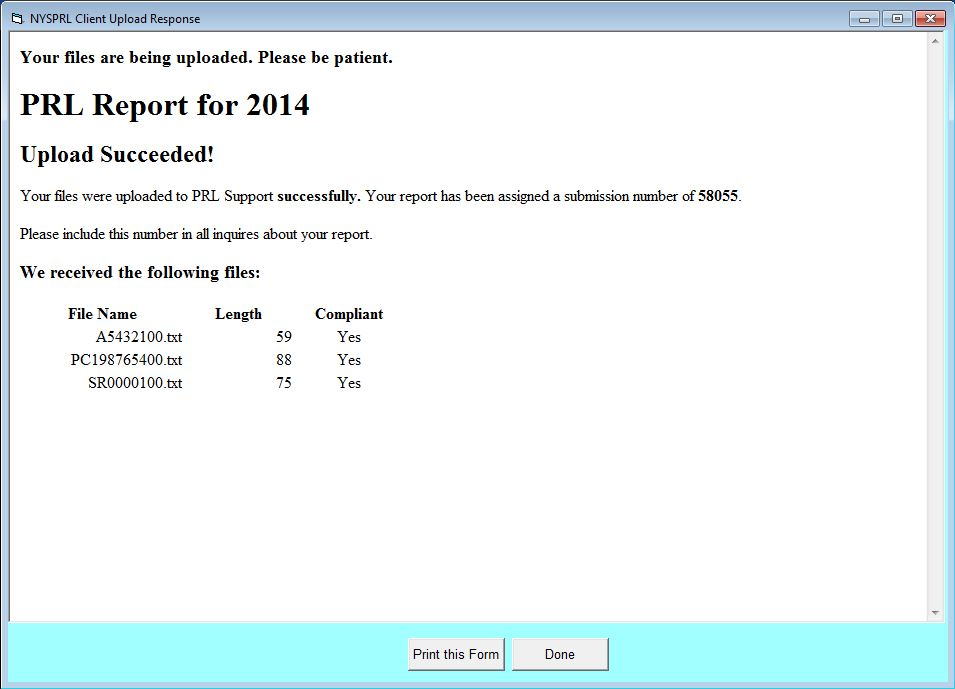 NYSPRL Client Upload Response
Your files are being uploaded. Please be patient.
PRL Report for 2014
Upload Succeeded!
Your files were uploaded to PRL Support successfully. Your report has been assigned a submission number of 58055.
Please include this number in all inquires about your report.
We received the following files:
File Name Length Compliant
A5432100.txt 59 Yes
PC198765400.txt 88 Yes
SR0000100.txt 75 Yes
Print this Form Done